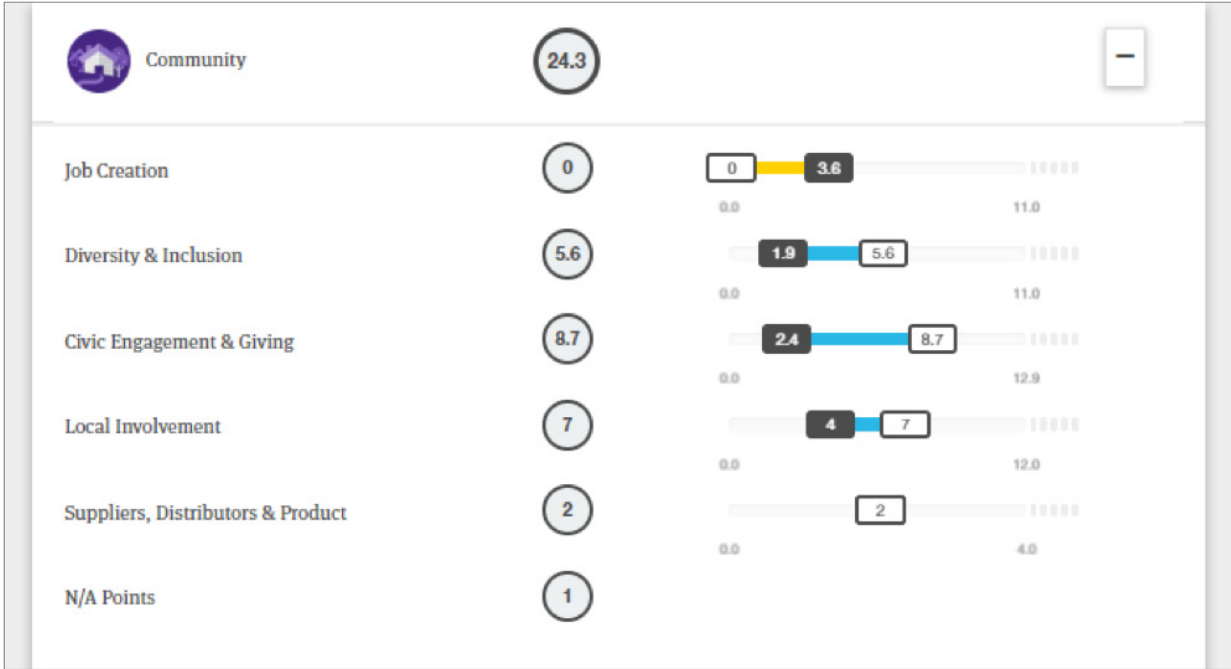 Community 24.3 −
Job Creation 0 0 3.6
0.0 11.0
Diversity & Inclusion 5.6 1.9 5.6
0.0 11.0
Civic Engagement & Giving 8.7 2.4 8.7
0.0 12.9
Local Involvement 7 4 7
0.0 12.0
Suppliers, Distributors & Product 2 2
0.0 4.0
N/A Points 1